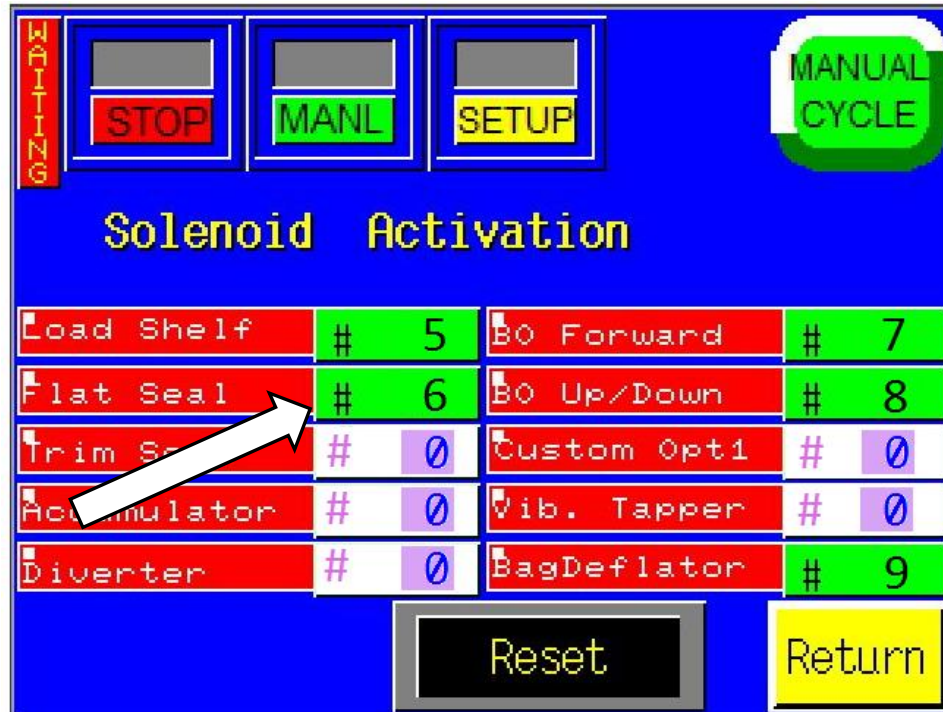 WAITING
STOP
MANL
SETUP
MANUAL
CYCLE
Solenoid Activation
Load Shelf # 5
BO Forward # 7
Flat Seal # 6
BO Up/Down # 8
Trim # 0
Custom Opt1 # 0
Accumulator # 0
Vib. Tapper # 0
Diverter # 0
BagDeflator # 9
Reset
Return